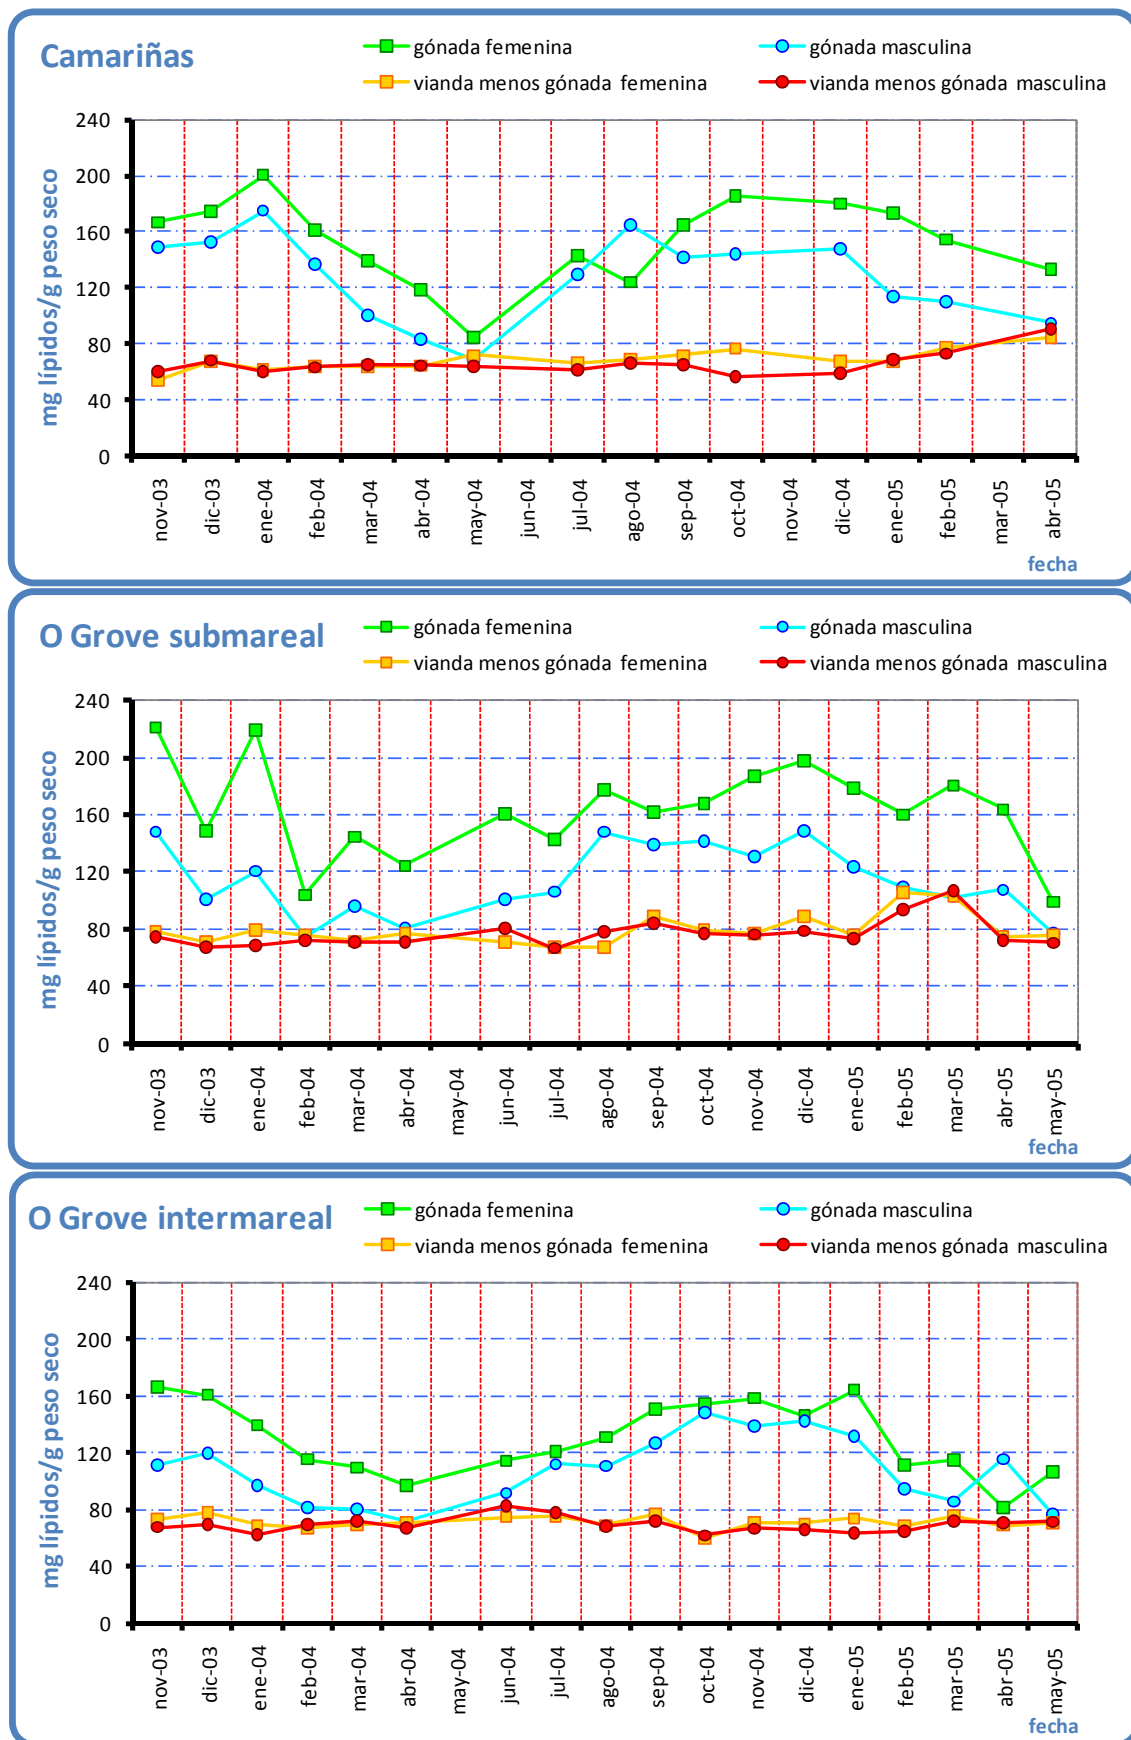 Camariñas
gónada femenina
gónada masculina
vianda menos gónada femenina
vianda menos gónada masculina
mg lípidos/g peso seco
240
200
160
120
80
40
0
nov-03 dic-03 ene-04 feb-04 mar-04 abr-04 may-04 jun-04 jul-04 ago-04 sep-04 oct-04 nov-04 dic-04 ene-05 feb-05 mar-05 abr-05
fecha
O Grove submareal
gónada femenina
gónada masculina
vianda menos gónada femenina
vianda menos gónada masculina
mg lípidos/g peso seco
240
200
160
120
80
40
0
nov-03 dic-03 ene-04 feb-04 mar-04 abr-04 may-04 jun-04 jul-04 ago-04 sep-04 oct-04 nov-04 dic-04 ene-05 feb-05 mar-05 abr-05 may-05
fecha
O Grove intermareal
gónada femenina
gónada masculina
vianda menos gónada femenina
vianda menos gónada masculina
mg lípidos/g peso seco
240
200
160
120
80
40
0
nov-03 dic-03 ene-04 feb-04 mar-04 abr-04 may-04 jun-04 jul-04 ago-04 sep-04 oct-04 nov-04 dic-04 ene-05 feb-05 mar-05 abr-05 may-05
fecha